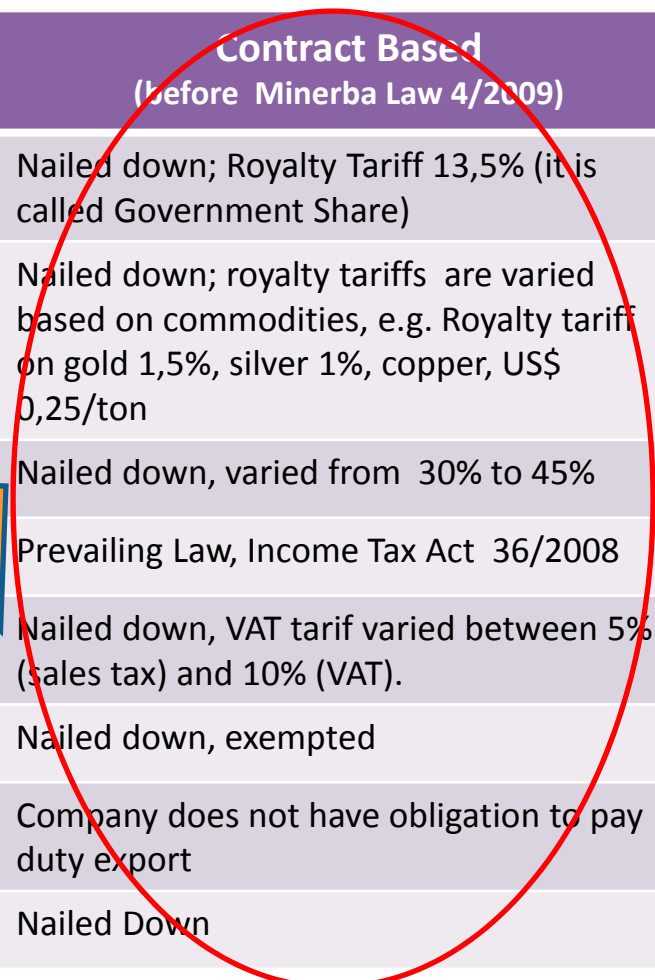 Contract Based
(before Minerba Law 4/2009)
Nailed down; Royalty Tariff 13,5% (it is
called Government Share)
Nailed down; royalty tariffs are varied
based on commodities, e.g. Royalty tariff
on gold 1,5%, silver 1%, copper, US$
0,25/ton
Nailed down, varied from 30% to 45%
Prevailing Law, Income Tax Act 36/2008
Nailed down, VAT tarif varied between 5%
(sales tax) and 10% (VAT).
Nailed down, exempted
Company does not have obligation to pay
duty export
Nailed Down